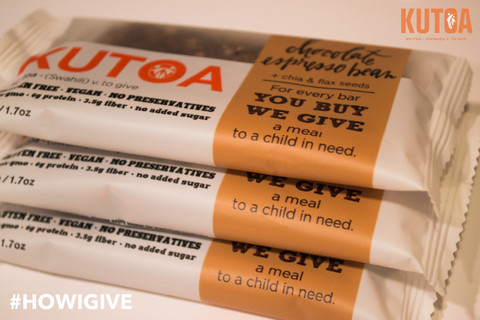 KUTOA
KUTOA
(Swahili) v. to give
GLUTEN FREE · VEGAN · NO PRESERVATIVES
gmo · 6g protein · 3.5g fiber · no added sugar
/ 1.7oz
chocolate
espresso bean
+ chia & flax seeds
For every bar
YOU BUY
WE GIVE
a meal
to a child in need.
FREE · VEGAN · NO PRESERVATIVES
gmo · 6g protein · 3.5g fiber · no added sugar
/ 1.7oz
WE GIVE
a meal
to a child in need.
GLUTEN FREE · VEGAN · NO PRESERVATIVES
gmo · 6g protein · 3.5g fiber · no added sugar
1.7oz
WE GIVE
a meal
to a child in need.
#HOWIGIVE